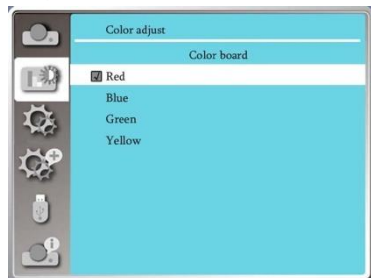 Color adjust
Color board
Red
Blue
Green
Yellow